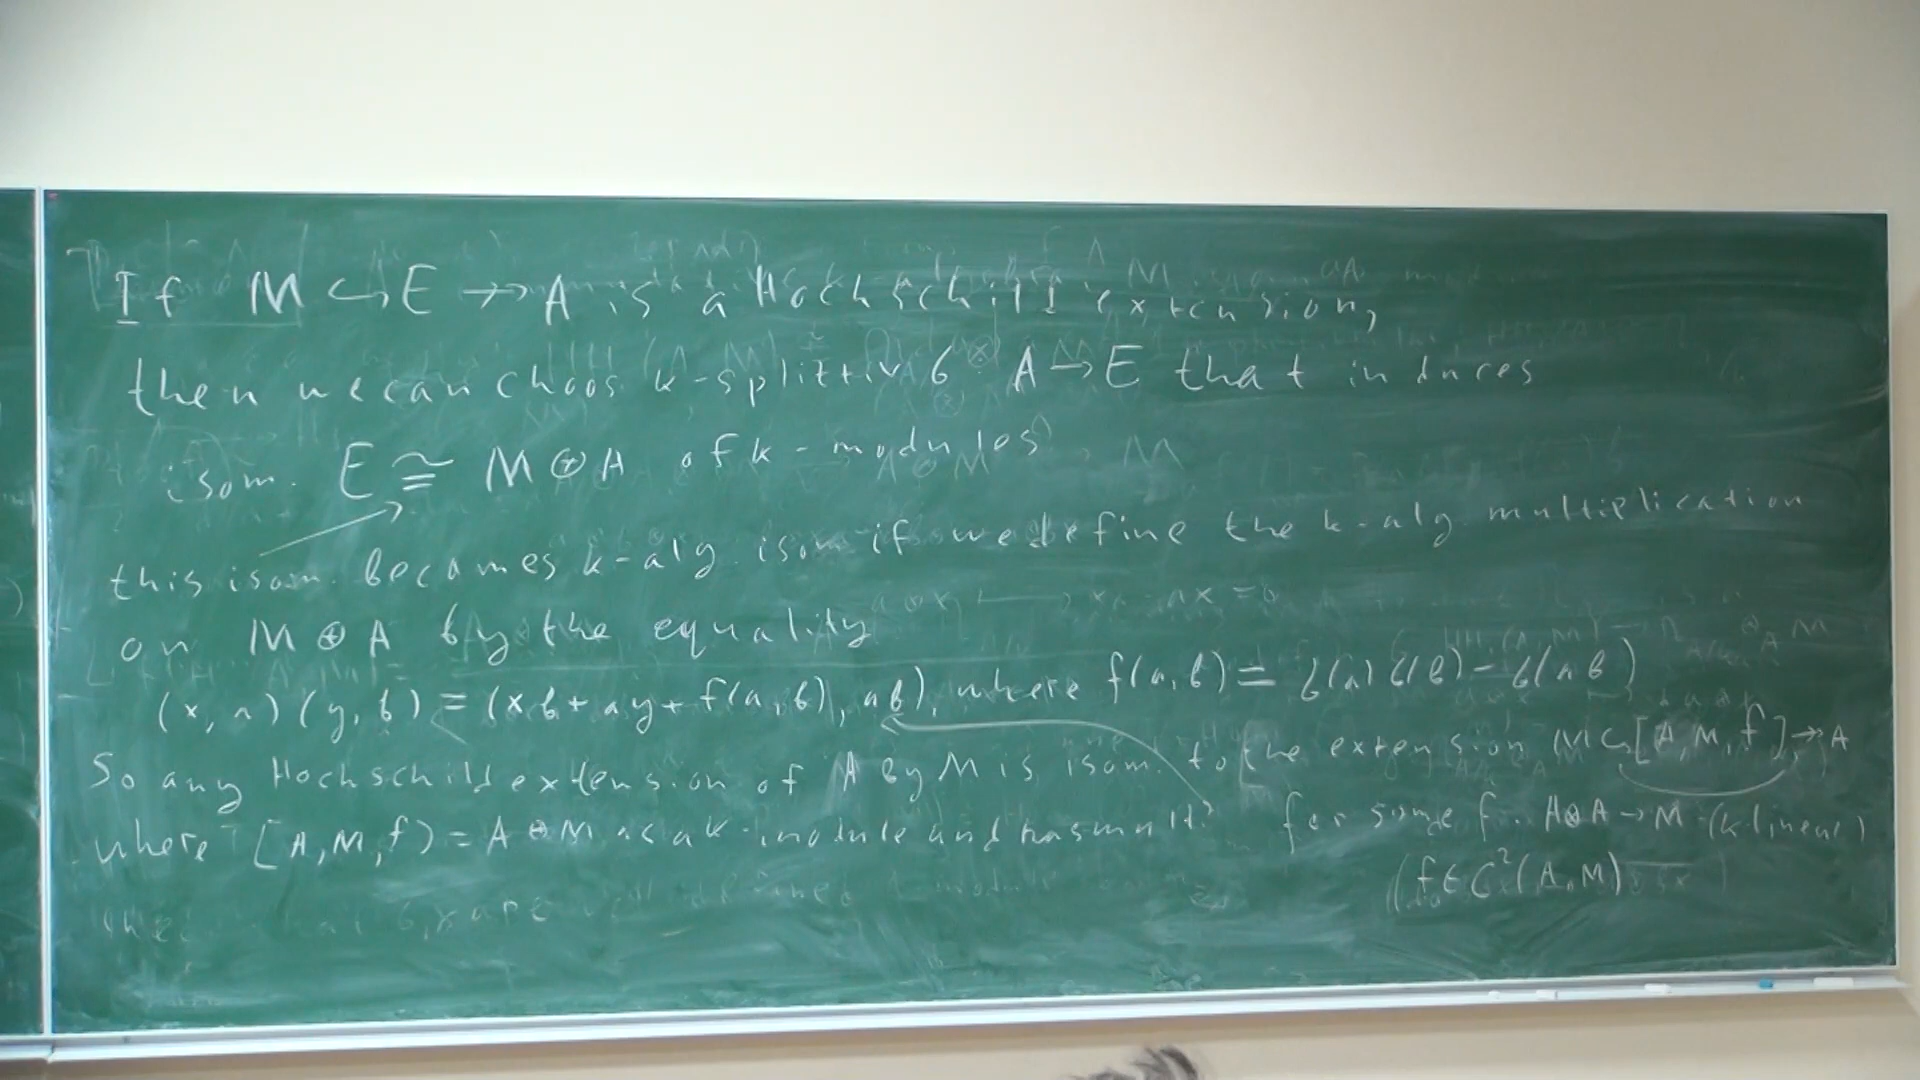 If M ↪ E ↠ A is a Hochschild extension,
then we can choos k-splittiv б: A → E that induces
isom. E ≅ M ⊕ A of k-modules
this isom. becomes k-alg. isom if we define the k-alg. multiplication
on M ⊕ A by the equality
(x, a)(y, b) = (xb + ay + f(a, b), ab), where f(a, b) = б(a) б(b) - б(ab)
So any Hochschild extension of A by M is isom. to the extension M ↪ [A, M, f] ↠ A
where [A, M, f) = A ⊕ M as a k-module and has mult. for some f: A⊗A → M (k-linear)
(f ∈ C²(A, M)